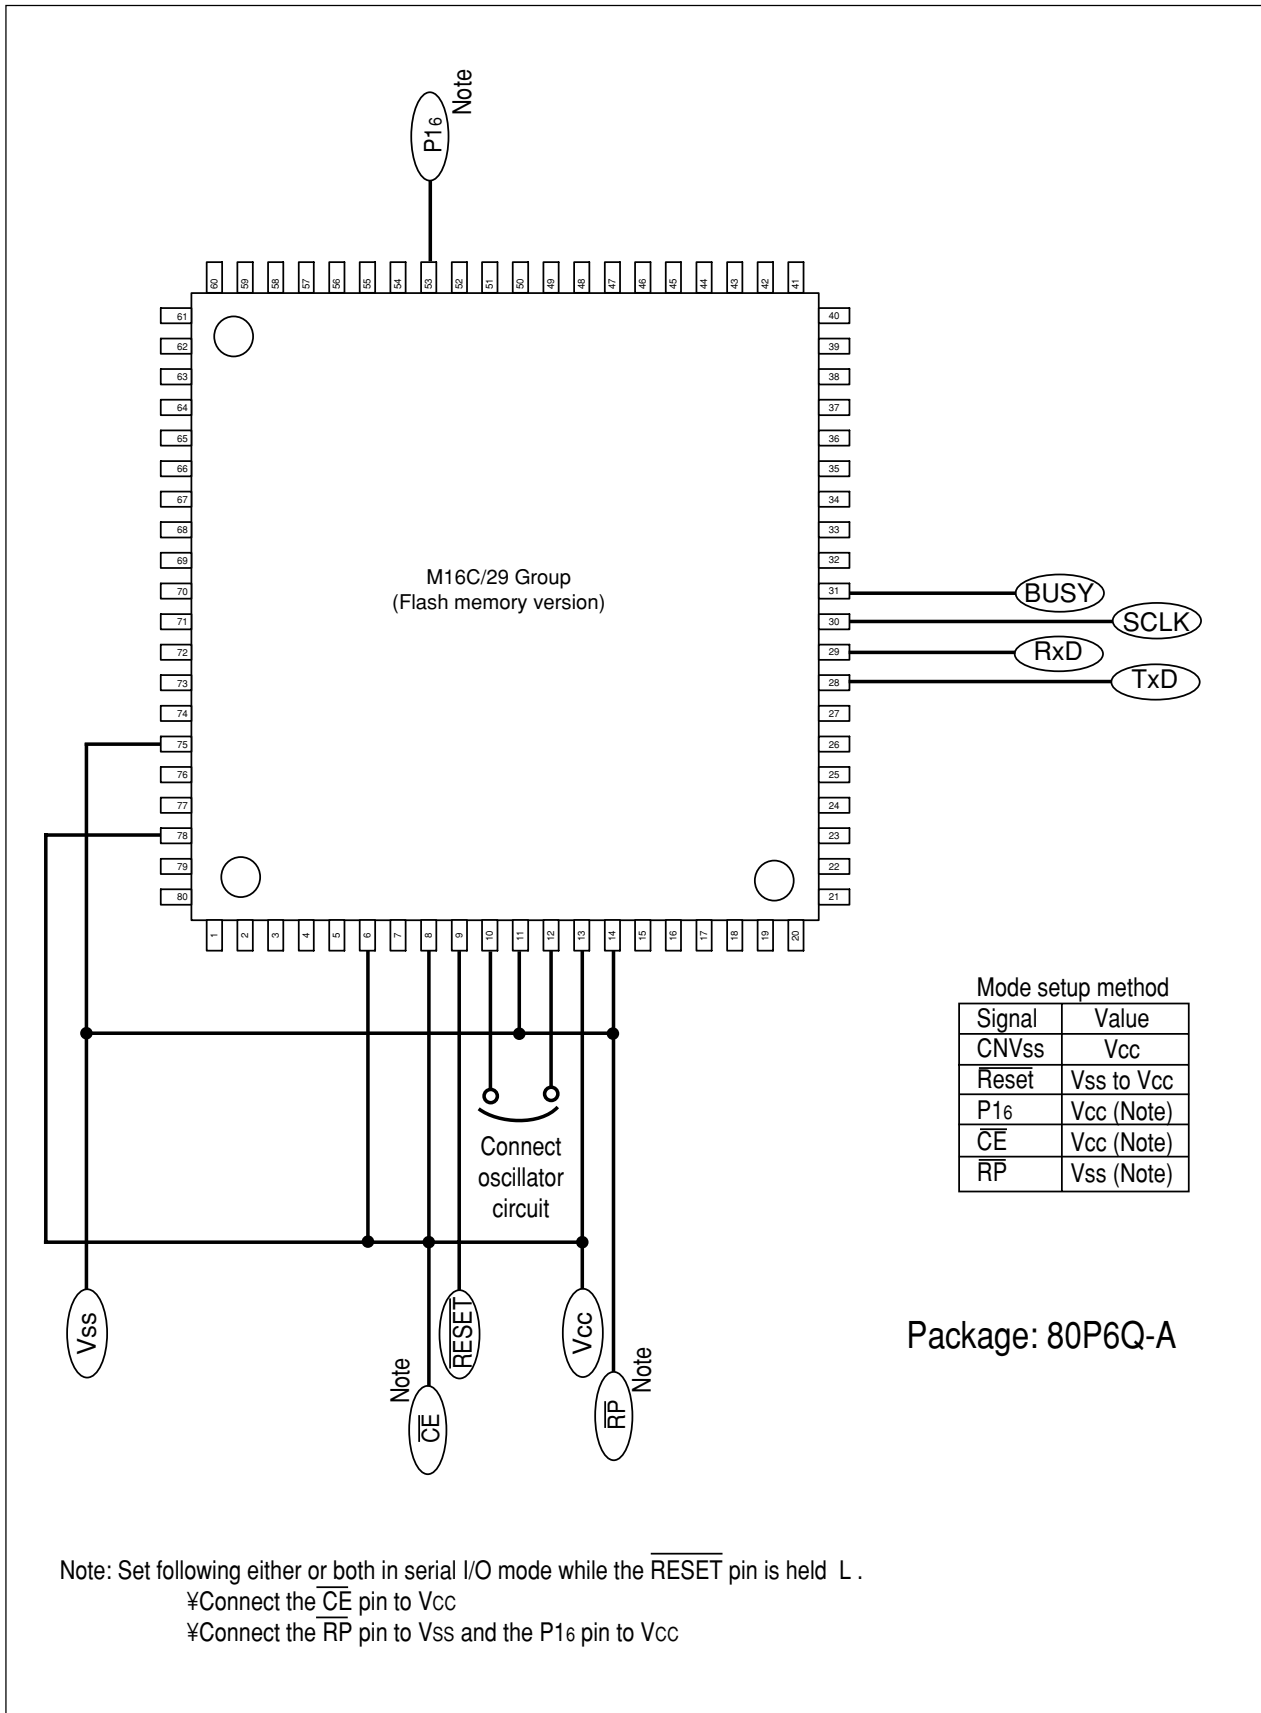 P16
Note
60 59 58 57 56 55 54 53 52 51 50 49 48 47 46 45 44 43 42 41
61
62
63
64
65
66
67
68
69
70
71
72
73
74
75
76
77
78
79
80
40
39
38
37
36
35
34
33
32
31
30
29
28
27
26
25
24
23
22
21
M16C/29 Group
(Flash memory version)
BUSY
SCLK
RxD
TxD
1 2 3 4 5 6 7 8 9 10 11 12 13 14 15 16 17 18 19 20
Connect
oscillator
circuit
Mode setup method
Signal Value
CNVss Vcc
Reset Vss to Vcc
P16 Vcc (Note)
CE Vcc (Note)
RP Vss (Note)
Vss
RESET
Vcc
Note
CE
RP
Note
Package: 80P6Q-A
Note: Set following either or both in serial I/O mode while the RESET pin is held L .
¥Connect the CE pin to VCC
¥Connect the RP pin to VSS and the P16 pin to VCC